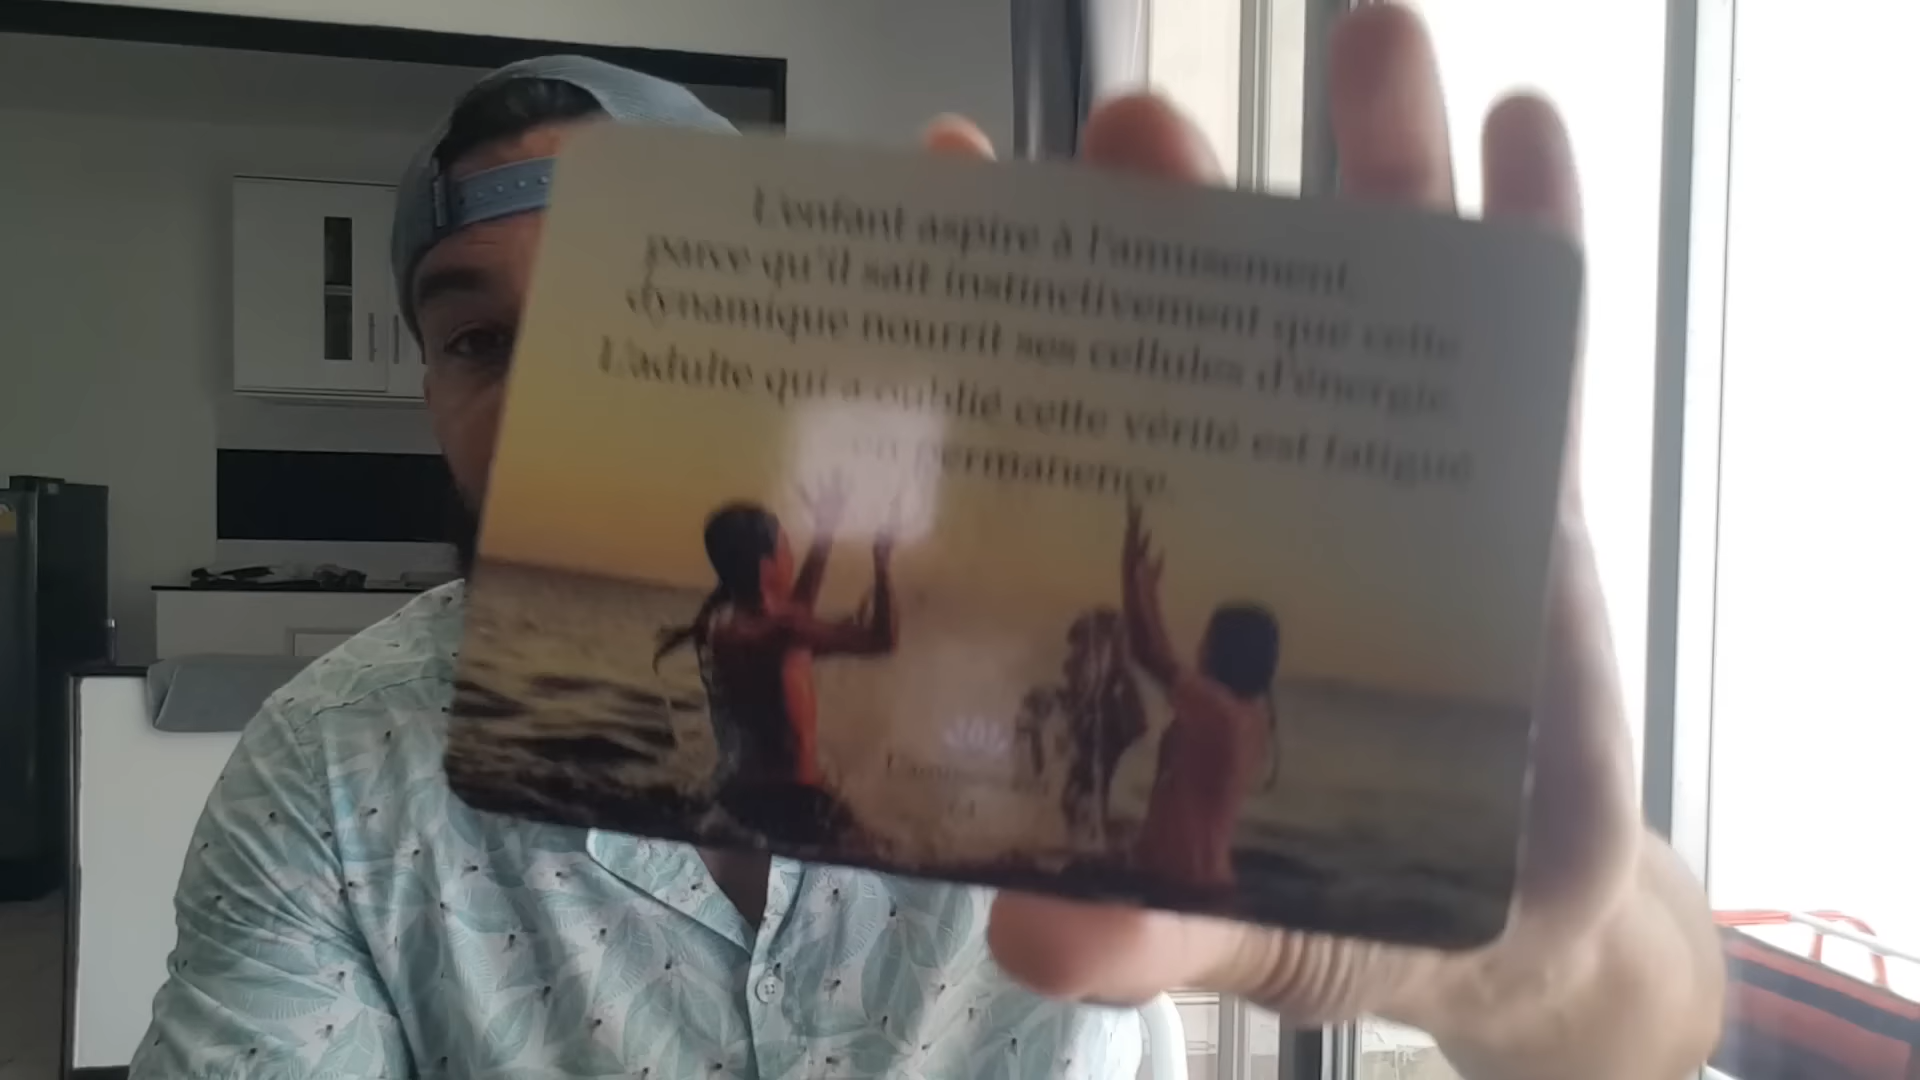 L'enfant aspire à l'amusement,
parce qu'il sait instinctivement que cette
dynamique nourrit ses cellules d'énergie.
L'adulte qui a oublié cette vérité est fatigué
en permanence.